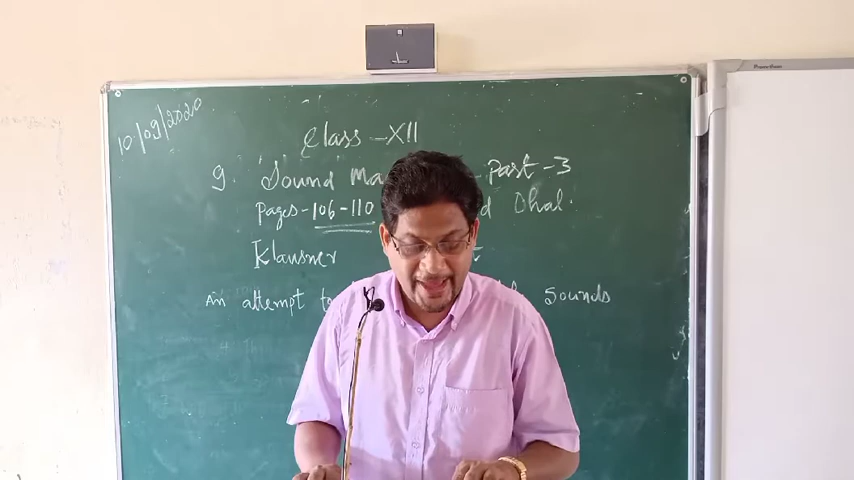 10/09/2020
Class - XII
9. 'Sound Ma - Part - 3
Pages - 106 - 110 d Dhal.
Klausner
An attempt to Sounds